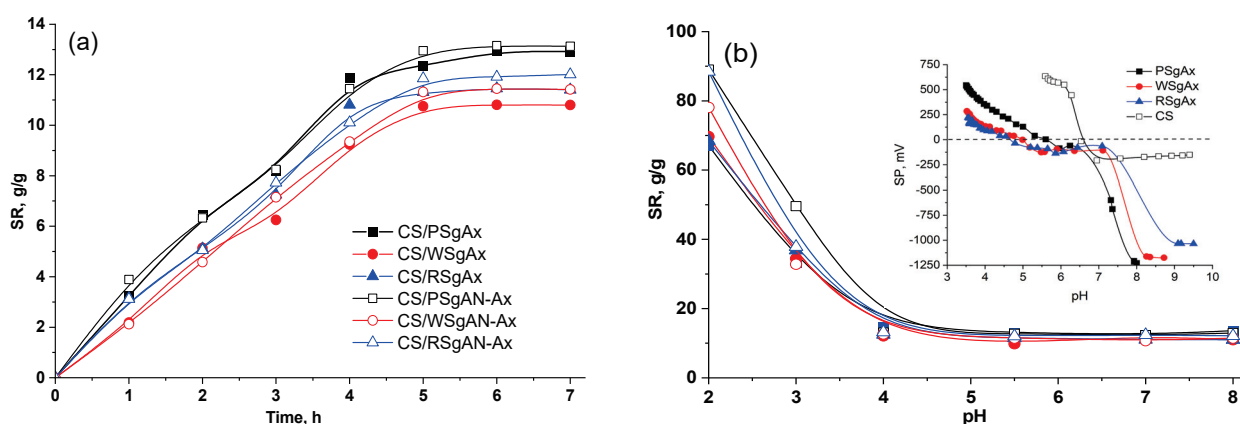 (a)
SR, g/g
14
12
10
8
6
4
2
0
0 1 2 3 4 5 6 7
Time, h
CS/PSgAx
CS/WSgAx
CS/RSgAx
CS/PSgAN-Ax
CS/WSgAN-Ax
CS/RSgAN-Ax
(b)
SR, g/g
100
80
60
40
20
0
2 3 4 5 6 7 8
pH
SP, mV
750
500
250
0
-250
-500
-750
-1000
-1250
3 4 5 6 7 8 9 10
pH
PSgAx
WSgAx
RSgAx
CS